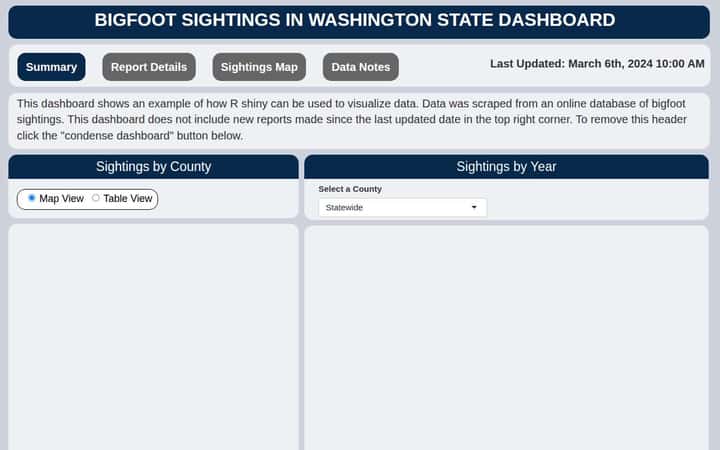 BIGFOOT SIGHTINGS IN WASHINGTON STATE DASHBOARD
Summary
Report Details
Sightings Map
Data Notes
Last Updated: March 6th, 2024 10:00 AM
This dashboard shows an example of how R shiny can be used to visualize data. Data was scraped from an online database of bigfoot
sightings. This dashboard does not include new reports made since the last updated date in the top right corner. To remove this header
click the "condense dashboard" button below.
Sightings by County
Map View
Table View
Sightings by Year
Select a County
Statewide